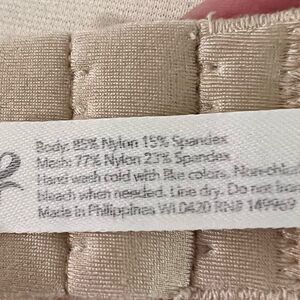 Body: 85% Nylon 15% Spandex
Mesh: 77% Nylon 23% Spandex
Hand wash cold with like colors. Non-chlor
bleach when needed. Line dry. Do not iron
Made in Philippines WL0420 RN# 149969